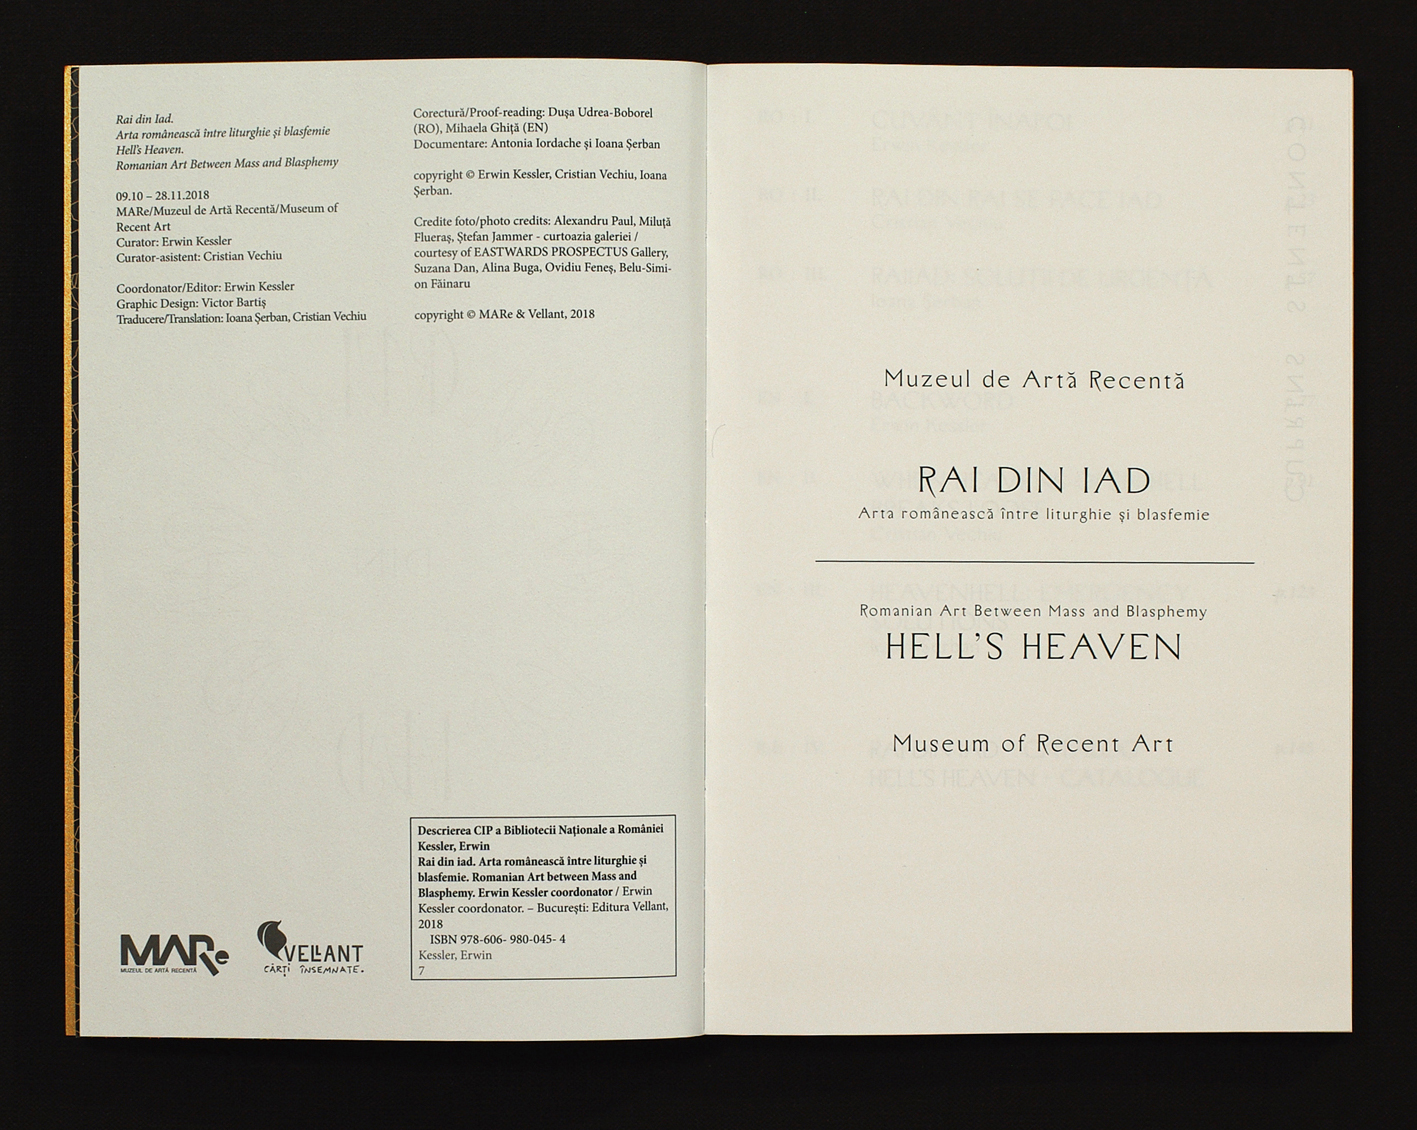 Rai din Iad.
Arta românească între liturghie și blasfemie
Hell's Heaven.
Romanian Art Between Mass and Blasphemy
09.10 – 28.11.2018
MARe/Muzeul de Artă Recentă/Museum of
Recent Art
Curator: Erwin Kessler
Curator-asistent: Cristian Vechiu
Coordonator/Editor: Erwin Kessler
Graphic Design: Victor Bartiș
Traducere/Translation: Ioana Șerban, Cristian Vechiu
Corectură/Proof-reading: Dușa Udrea-Boborel
(RO), Mihaela Ghiță (EN)
Documentare: Antonia Iordache și Ioana Șerban
copyright © Erwin Kessler, Cristian Vechiu, Ioana
Șerban.
Credite foto/photo credits: Alexandru Paul, Miluță
Flueraș, Ștefan Jammer - curtoazia galeriei /
courtesy of EASTWARDS PROSPECTUS Gallery,
Suzana Dan, Alina Buga, Ovidiu Feneș, Belu-Simi-
on Făinaru
copyright © MARe & Vellant, 2018
MARe
MUZEUL DE ARTĂ RECENTĂ
VELLANT
CĂRȚI ÎNSEMNATE.
Descrierea CIP a Bibliotecii Naționale a României
Kessler, Erwin
Rai din iad. Arta românească între liturghie și
blasfemie. Romanian Art between Mass and
Blasphemy. Erwin Kessler coordonator / Erwin
Kessler coordonator. – București: Editura Vellant,
2018
ISBN 978-606- 980-045- 4
Kessler, Erwin
7
Muzeul de Artă Recentă
RAI DIN IAD
Arta românească între liturghie și blasfemie
Romanian Art Between Mass and Blasphemy
HELL'S HEAVEN
Museum of Recent Art